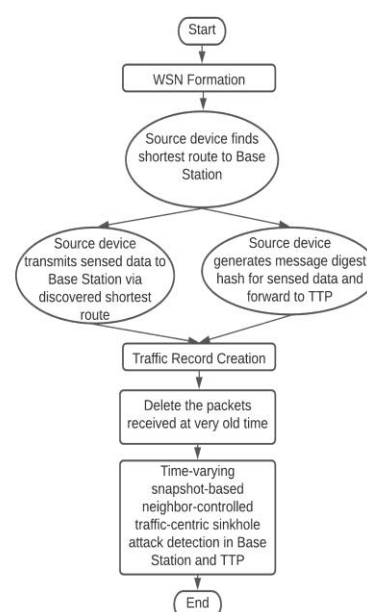 Start
WSN Formation
Source device finds
shortest route to Base
Station
Source device
transmits sensed data to
Base Station via
discovered shortest
route
Source device
generates message digest
hash for sensed data and
forward to TTP
Traffic Record Creation
Delete the packets
received at very old time
Time-varying
snapshot-based
neighbor-controlled
traffic-centric sinkhole
attack detection in Base
Station and TTP
End